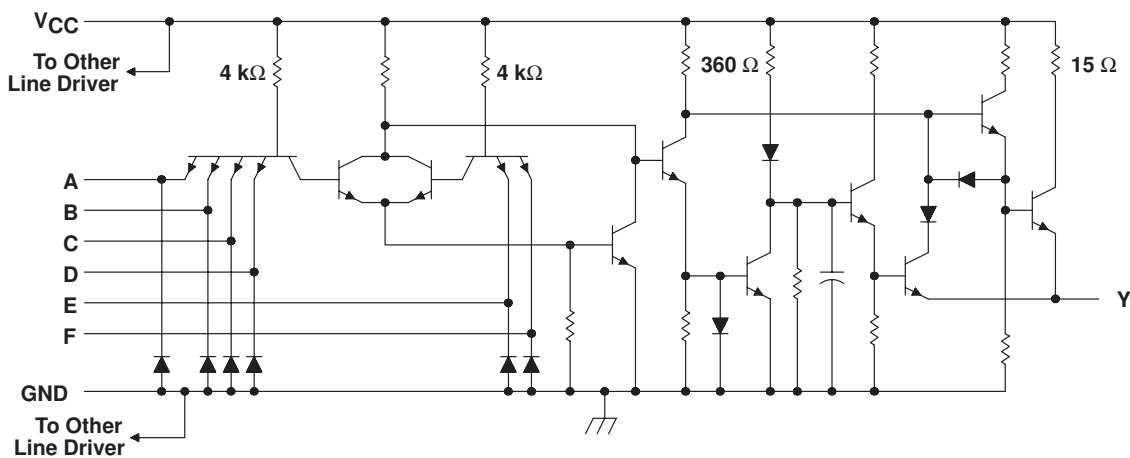 VCC
To Other
Line Driver
4 kΩ
4 kΩ
360 Ω
15 Ω
A
B
C
D
E
F
Y
GND
To Other
Line Driver